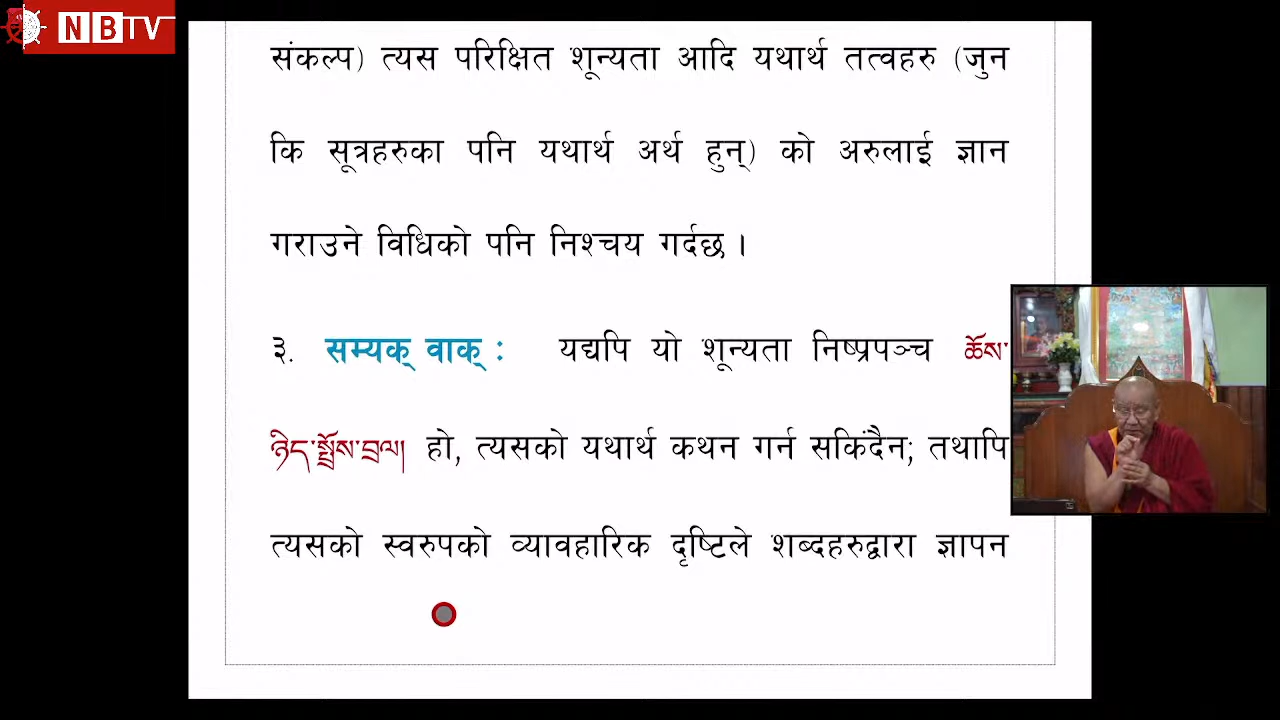 NBTV
संकल्प) त्यस परिक्षित शून्यता आदि यथार्थ तत्वहरु (जुन
कि सूत्रहरुका पनि यथार्थ अर्थ हुन्) को अरुलाई ज्ञान
गराउने विधिको पनि निश्चय गर्दछ ।
३. सम्यक् वाक् : यद्यपि यो शून्यता निष्प्रपञ्च ཆོས་
ཉིད་སྤྲོས་བྲལ། हो, त्यसको यथार्थ कथन गर्न सकिंदैन; तथापि
त्यसको स्वरुपको व्यावहारिक दृष्टिले शब्दहरुद्वारा ज्ञापन